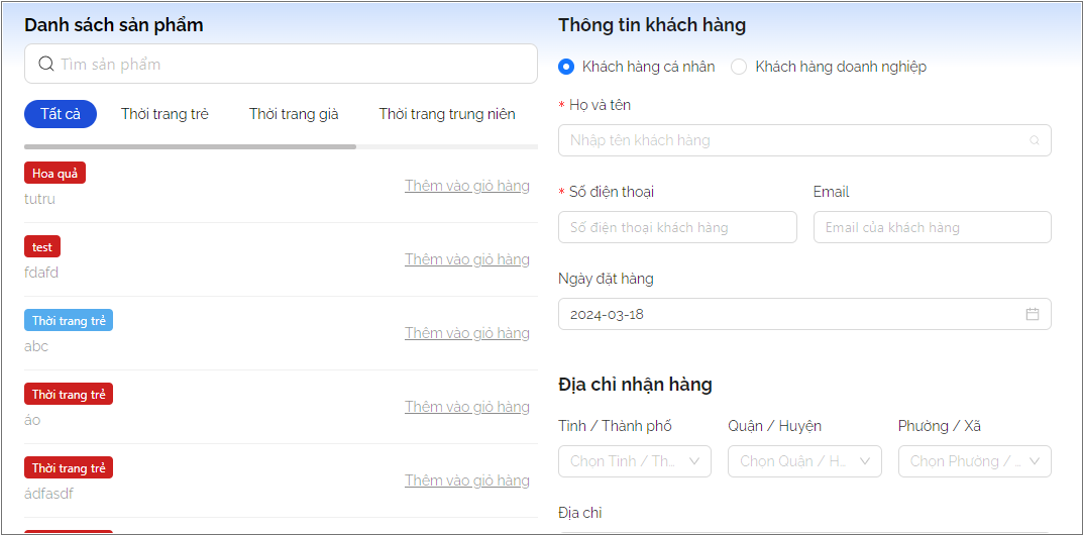 Danh sách sản phẩm
Tìm sản phẩm
Tất cả Thời trang trẻ Thời trang già Thời trang trung niên
Hoa quả
tutru
Thêm vào giỏ hàng
test
fdafd
Thêm vào giỏ hàng
Thời trang trẻ
abc
Thêm vào giỏ hàng
Thời trang trẻ
áo
Thêm vào giỏ hàng
Thời trang trẻ
ádfasdf
Thêm vào giỏ hàng
Thông tin khách hàng
Khách hàng cá nhân Khách hàng doanh nghiệp
* Họ và tên
Nhập tên khách hàng
* Số điện thoại Email
Số điện thoại khách hàng Email của khách hàng
Ngày đặt hàng
2024-03-18
Địa chỉ nhận hàng
Tỉnh / Thành phố Quận / Huyện Phường / Xã
Chọn Tỉnh / Th... Chọn Quận / H... Chọn Phường / ...
Địa chỉ